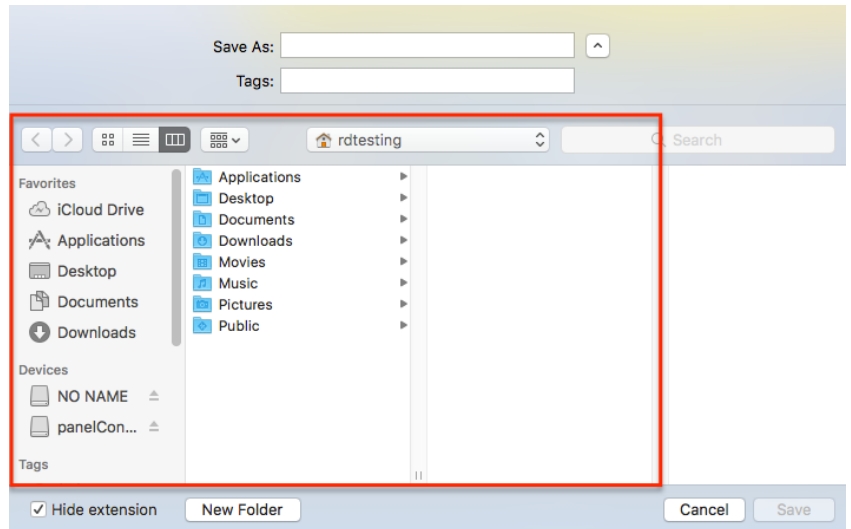 Save As:
Tags:
rdtesting
Search
Favorites
iCloud Drive
Applications
Desktop
Documents
Downloads
Devices
NO NAME
panelCon...
Tags
Applications
Desktop
Documents
Downloads
Movies
Music
Pictures
Public
Hide extension
New Folder
Cancel
Save